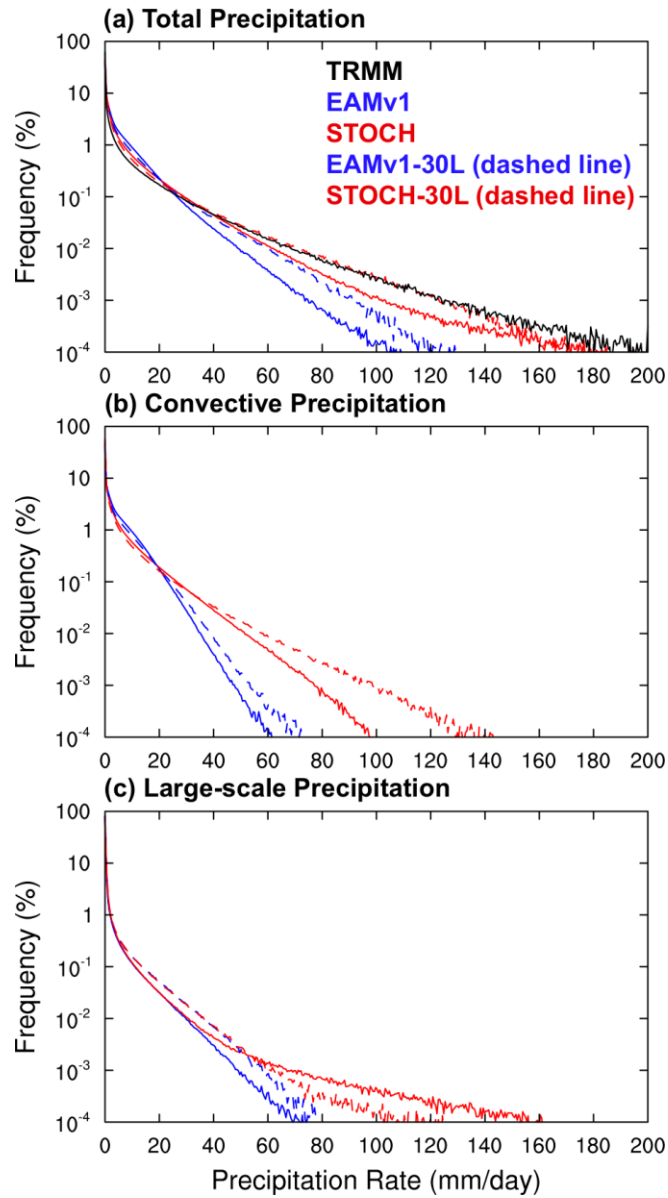 (a) Total Precipitation
100
10
1
10-1
10-2
10-3
10-4
Frequency (%)
TRMM
EAMv1
STOCH
EAMv1-30L (dashed line)
STOCH-30L (dashed line)
0 20 40 60 80 100 120 140 160 180 200
(b) Convective Precipitation
100
10
1
10-1
10-2
10-3
10-4
Frequency (%)
0 20 40 60 80 100 120 140 160 180 200
(c) Large-scale Precipitation
100
10
1
10-1
10-2
10-3
10-4
Frequency (%)
0 20 40 60 80 100 120 140 160 180 200
Precipitation Rate (mm/day)